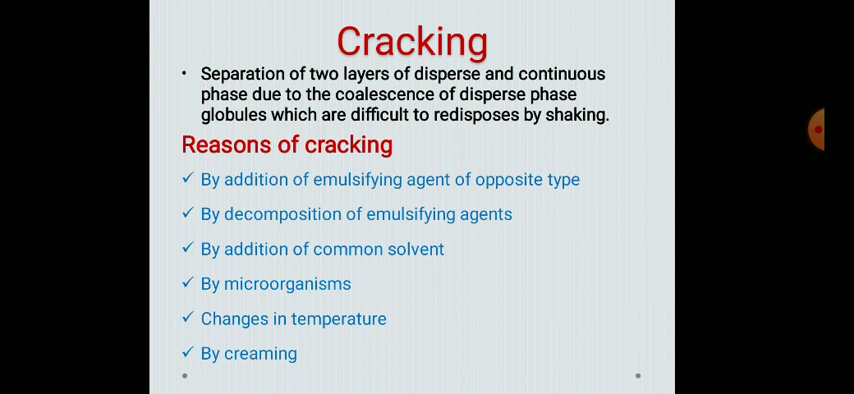 Cracking
• Separation of two layers of disperse and continuous
phase due to the coalescence of disperse phase
globules which are difficult to redisposes by shaking.
Reasons of cracking
✓ By addition of emulsifying agent of opposite type
✓ By decomposition of emulsifying agents
✓ By addition of common solvent
✓ By microorganisms
✓ Changes in temperature
✓ By creaming